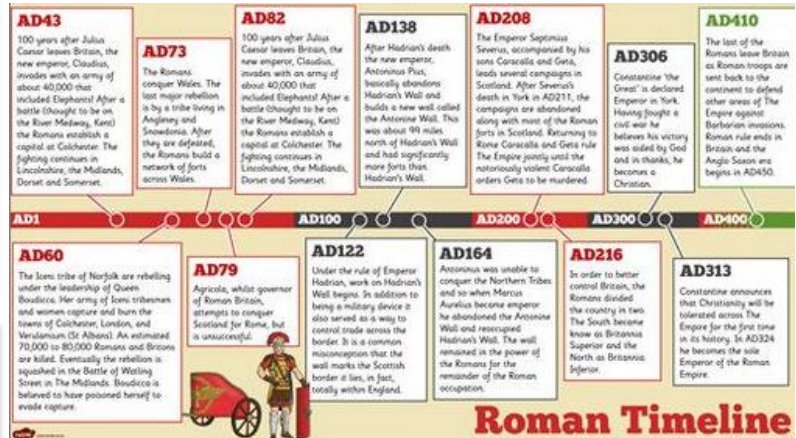 AD43
100 years after Julius
Caesar leaves Britain, the
new emperor, Claudius,
invades with an army of
about 40,000 that
included Elephants! After a
battle (thought to be on
the River Medway, Kent)
the Romans establish a
capital at Colchester. The
fighting continues in
Lincolnshire, the Midlands,
Dorset and Somerset.
AD73
The Romans
conquer Wales. The
last major rebellion
is by a tribe living in
Anglesey and
Snowdonia. After
they are defeated,
the Romans build a
network of forts
across Wales.
AD82
100 years after Julius
Caesar leaves Britain, the
new emperor, Claudius,
invades with an army of
about 40,000 that
included Elephants! After a
battle (thought to be on
the River Medway, Kent)
the Romans establish a
capital at Colchester. The
fighting continues in
Lincolnshire, the Midlands,
Dorset and Somerset.
AD138
After Hadrian's death
the new emperor,
Antoninus Pius,
basically abandons
Hadrian's Wall and
builds a new wall called
the Antonine Wall. This
was about 99 miles
north of Hadrian's Wall
and had significantly
more forts than
Hadrian's Wall.
AD208
The Emperor Septimius
Severus, accompanied by his
sons Caracalla and Geta,
leads several campaigns in
Scotland. After Severus's
death in York in AD211, the
campaigns are abandoned
along with most of the Roman
forts in Scotland. Returning to
Rome Caracalla and Geta rule
The Empire jointly until the
notoriously violent Caracalla
orders Geta to be murdered.
AD306
Constantine 'the
Great' is declared
Emperor in York.
Having fought a
civil war he
believes his victory
was aided by God
and in thanks, he
becomes a
Christian.
AD410
The last of the
Romans leave Britain
as Roman troops are
sent back to the
continent to defend
other areas of The
Empire against
Barbarian invasions.
Roman rule ends in
Britain and the
Anglo Saxon era
begins in AD450.
AD1
AD100
AD200
AD300
AD400
AD60
The Iceni tribe of Norfolk are rebelling
under the leadership of Queen
Boudicca. Her army of Iceni tribesmen
and women capture and burn the
towns of Colchester, London, and
Verulamium (St Albans). An estimated
70,000 to 80,000 Romans and Britons
are killed. Eventually the rebellion is
squashed in the Battle of Watling
Street in The Midlands. Boudicca is
believed to have poisoned herself to
evade capture.
AD79
Agricola, whilst governor
of Roman Britain,
attempts to conquer
Scotland for Rome, but
is unsuccessful.
AD122
Under the rule of Emperor
Hadrian, work on Hadrian's
Wall begins. In addition to
being a military device it
also served as a way to
control trade across the
border. It is a common
misconception that the
wall marks the Scottish
border it lies, in fact,
totally within England.
AD164
Antoninus was unable to
conquer the Northern Tribes
and so when Marcus
Aurelius became emperor
he abandoned the Antonine
Wall and reoccupied
Hadrian's Wall. The wall
remained in the power of
the Romans for the
remainder of the Roman
occupation.
AD216
In order to better
control Britain, the
Romans divided
the country in two.
The South became
know as Britannia
Superior and the
North as Britannia
Inferior.
AD313
Constantine announces
that Christianity will be
tolerated across The
Empire for the first time
in its history. In AD324
he becomes the sole
Emperor of the Roman
Empire.
Roman Timeline